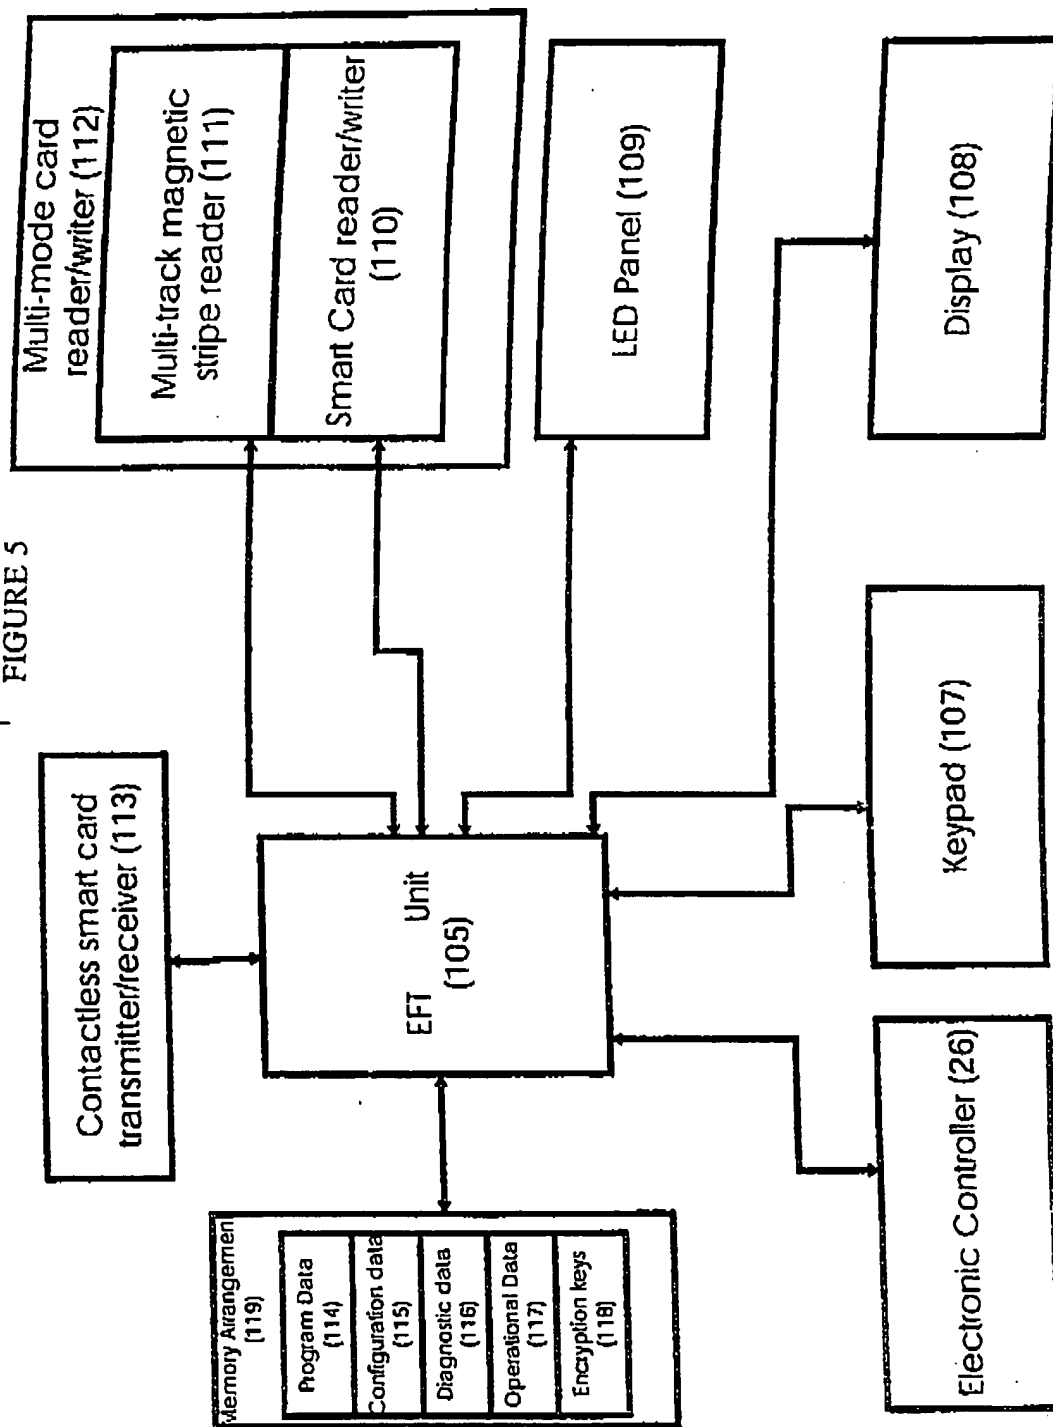 FIGURE 5
Contactless smart card
transmitter/receiver (113)
Multi-mode card
reader/writer (112)
Multi-track magnetic
stripe reader (111)
Smart Card reader/writer
(110)
Memory Arrangemen
(119)
Program Data
(114)
Configuration data
(115)
Diagnostic data
(116)
Operational Data
(117)
Encryption keys
(118)
EFT Unit
(105)
LED Panel (109)
Electronic Controller (26)
Keypad (107)
Display (108)